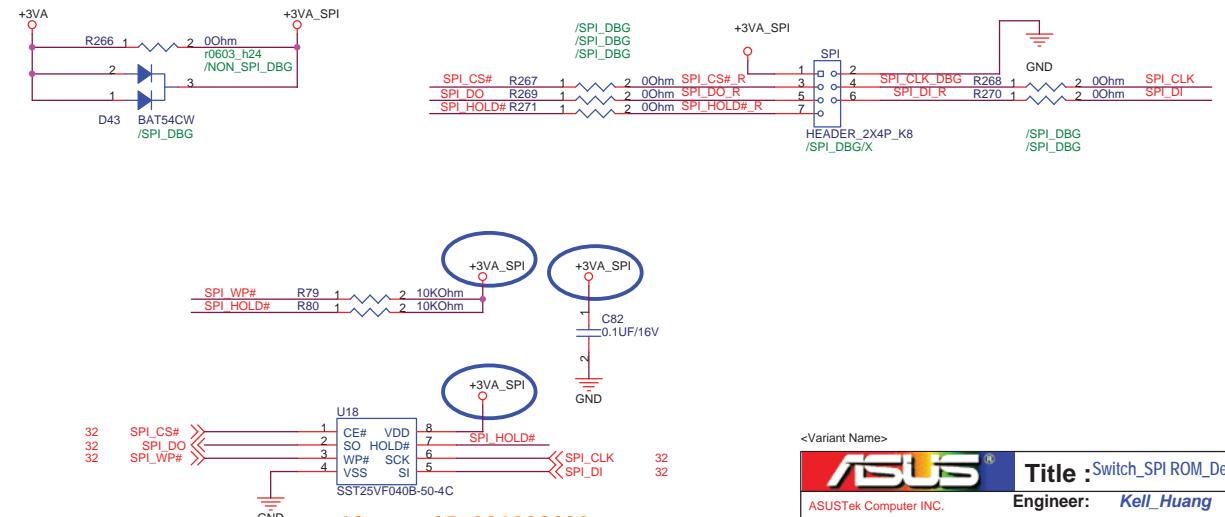 +3VA
+3VA_SPI
R266 1 2 0Ohm
r0603_h24
/NON_SPI_DBG
2
3
1
D43 BAT54CW
/SPI_DBG
/SPI_DBG
/SPI_DBG
/SPI_DBG
+3VA_SPI
SPI
GND
SPI_CS# R267 1 2 0Ohm SPI_CS#_R
SPI_DO R269 1 2 0Ohm SPI_DO_R
SPI_HOLD# R271 1 2 0Ohm SPI_HOLD#_R
1 2
3 4
5 6
7
SPI_CLK_DBG R268 1 2 0Ohm SPI_CLK
SPI_DI_R R270 1 2 0Ohm SPI_DI
HEADER_2X4P_K8
/SPI_DBG/X
/SPI_DBG
/SPI_DBG
+3VA_SPI
+3VA_SPI
SPI_WP# R79 1 2 10KOhm
SPI_HOLD# R80 1 2 10KOhm
1
C82
0.1UF/16V
2
GND
+3VA_SPI
U18
32 SPI_CS# 1 CE# VDD 8
32 SPI_DO 2 SO HOLD# 7 SPI_HOLD#
32 SPI_WP# 3 WP# SCK 6 SPI_CLK 32
4 VSS SI 5 SPI_DI 32
SST25VF040B-50-4C
GND
<Variant Name>
ASUS®
Title : Switch_SPI ROM_De
ASUSTek Computer INC.
Engineer: Kell_Huang